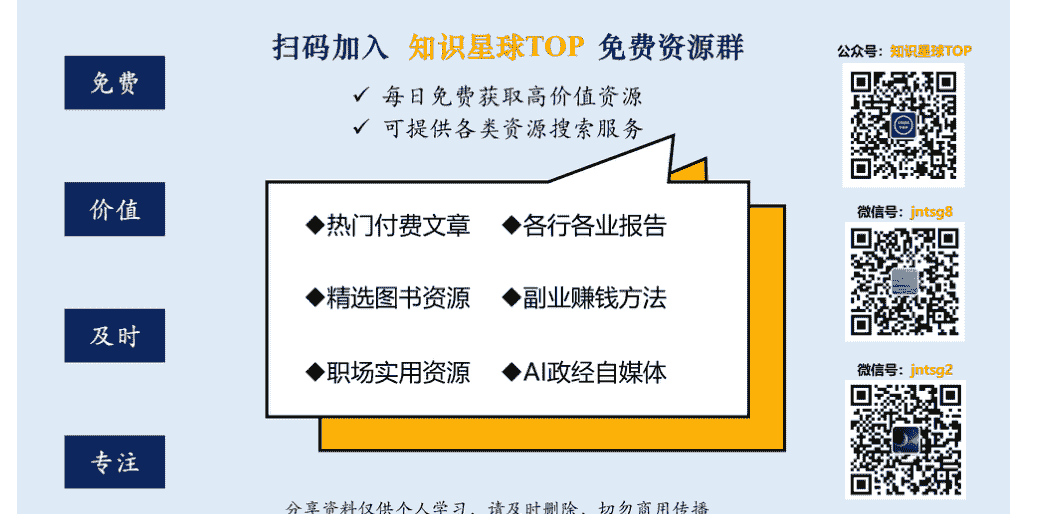 扫码加入 知识星球TOP 免费资源群
✓ 每日免费获取高价值资源
✓ 可提供各类资源搜索服务
免费
价值
及时
专注
◆热门付费文章 ◆各行各业报告
◆精选图书资源 ◆副业赚钱方法
◆职场实用资源 ◆AI政经自媒体
公众号：知识星球TOP
微信号：jntsg8
微信号：jntsg2
分享资料仅供个人学习，请及时删除，切勿商用传播